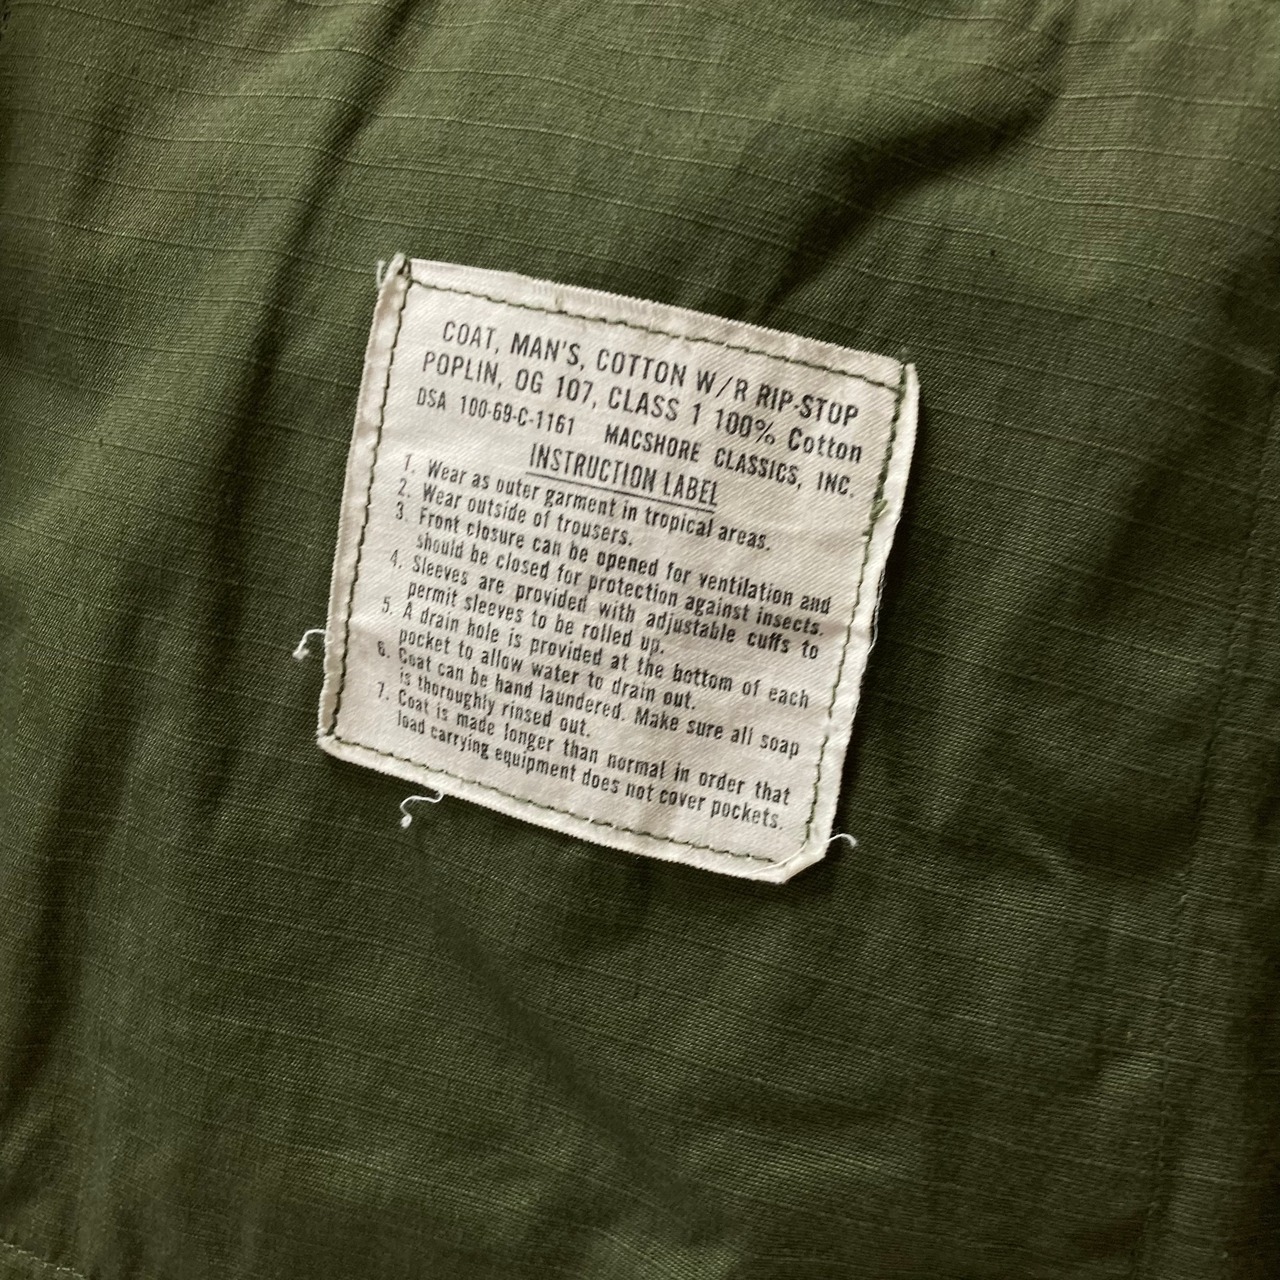 COAT, MAN'S, COTTON W/R RIP-STOP
POPLIN, OG 107, CLASS 1 100% Cotton
DSA 100-69-C-1161 MACSHORE CLASSICS, INC.
INSTRUCTION LABEL
1. Wear as outer garment in tropical areas.
2. Wear outside of trousers.
3. Front closure can be opened for ventilation and
should be closed for protection against insects.
4. Sleeves are provided with adjustable cuffs to
permit sleeves to be rolled up.
5. A drain hole is provided at the bottom of each
pocket to allow water to drain out.
6. Coat can be hand laundered. Make sure all soap
is thoroughly rinsed out.
7. Coat is made longer than normal in order that
load carrying equipment does not cover pockets.